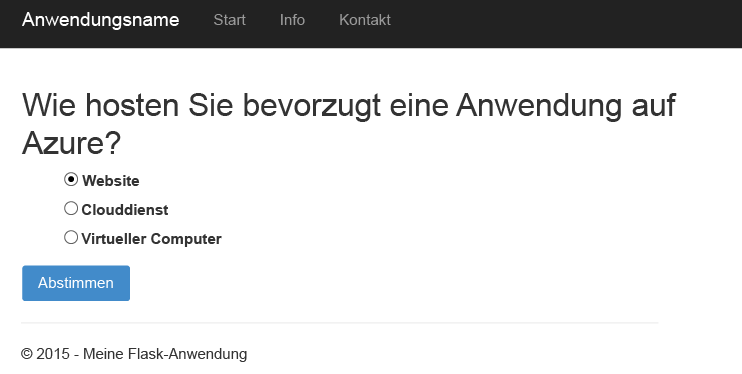 Anwendungsname Start Info Kontakt
Wie hosten Sie bevorzugt eine Anwendung auf
Azure?
Website
Clouddienst
Virtueller Computer
Abstimmen
© 2015 - Meine Flask-Anwendung